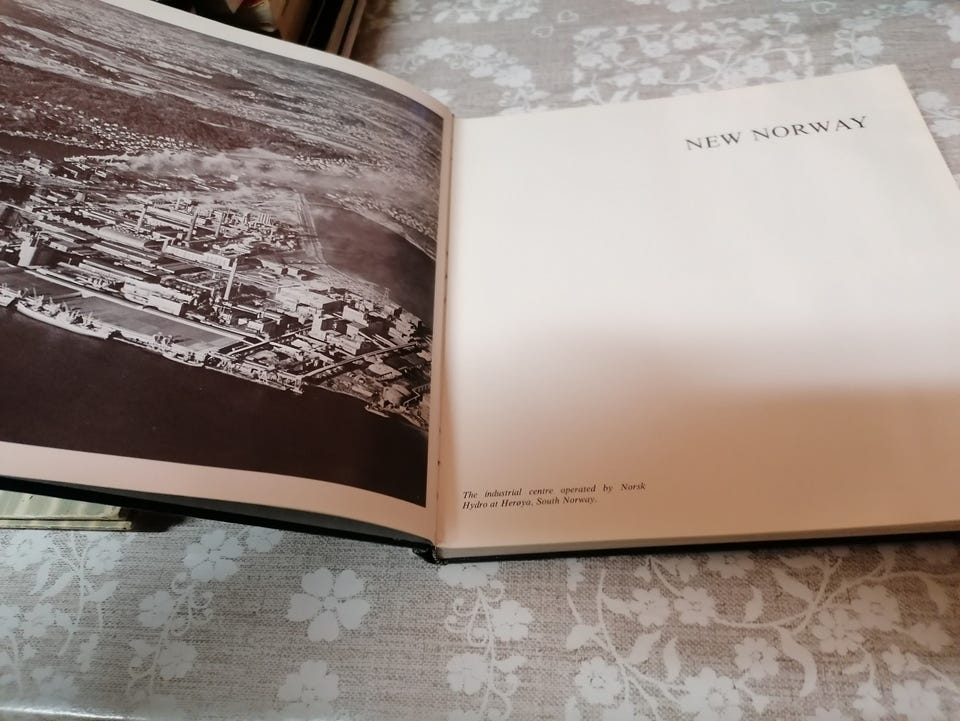 NEW NORWAY
The industrial centre operated by Norsk
Hydro at Herøya, South Norway.